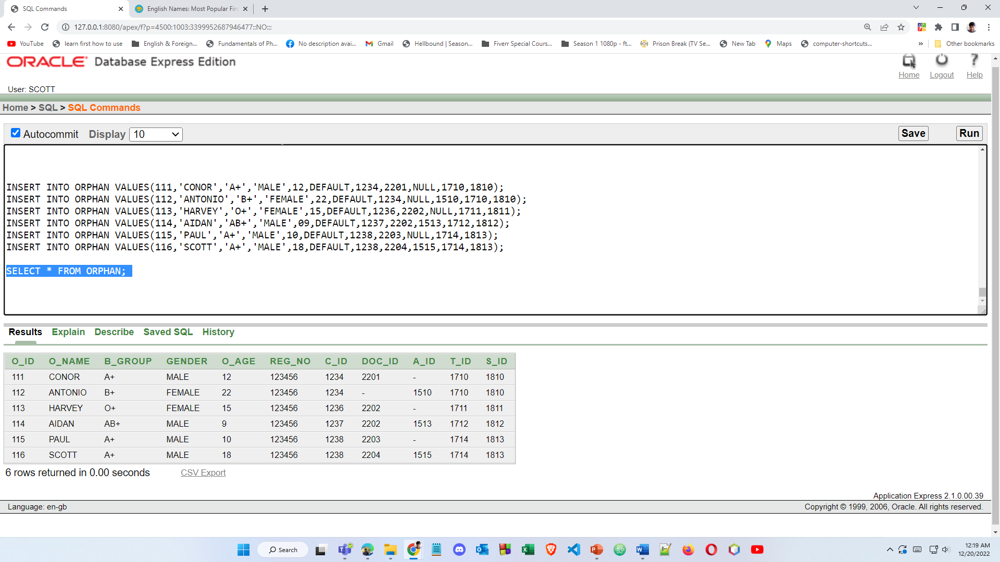 SQL Commands
English Names: Most Popular Firs
127.0.0.1:8080/apex/f?p=4500:1003:3399952687946477::NO:::
YouTube
learn first how to use
English & Foreign...
Fundamentals of Ph...
No description avai...
Gmail
Hellbound | Season...
Fiverr Special Cours...
Season 1 1080p - ft...
Prison Break (TV Se...
New Tab
Maps
computer-shortcuts...
»
Other bookmarks
ORACLE Database Express Edition
Home Logout Help
User: SCOTT
Home > SQL > SQL Commands
Autocommit Display 10 Save Run
INSERT INTO ORPHAN VALUES(111,'CONOR','A+','MALE',12,DEFAULT,1234,2201,NULL,1710,1810);
INSERT INTO ORPHAN VALUES(112,'ANTONIO','B+','FEMALE',22,DEFAULT,1234,NULL,1510,1710,1810);
INSERT INTO ORPHAN VALUES(113,'HARVEY','O+','FEMALE',15,DEFAULT,1236,2202,NULL,1711,1811);
INSERT INTO ORPHAN VALUES(114,'AIDAN','AB+','MALE',09,DEFAULT,1237,2202,1513,1712,1812);
INSERT INTO ORPHAN VALUES(115,'PAUL','A+','MALE',10,DEFAULT,1238,2203,NULL,1714,1813);
INSERT INTO ORPHAN VALUES(116,'SCOTT','A+','MALE',18,DEFAULT,1238,2204,1515,1714,1813);
SELECT * FROM ORPHAN;
Results Explain Describe Saved SQL History
O_ID O_NAME B_GROUP GENDER O_AGE REG_NO C_ID DOC_ID A_ID T_ID S_ID
111 CONOR A+ MALE 12 123456 1234 2201 - 1710 1810
112 ANTONIO B+ FEMALE 22 123456 1234 - 1510 1710 1810
113 HARVEY O+ FEMALE 15 123456 1236 2202 - 1711 1811
114 AIDAN AB+ MALE 9 123456 1237 2202 1513 1712 1812
115 PAUL A+ MALE 10 123456 1238 2203 - 1714 1813
116 SCOTT A+ MALE 18 123456 1238 2204 1515 1714 1813
6 rows returned in 0.00 seconds CSV Export
Application Express 2.1.0.00.39
Language: en-gb Copyright © 1999, 2006, Oracle. All rights reserved.
Search
12:19 AM
12/20/2022